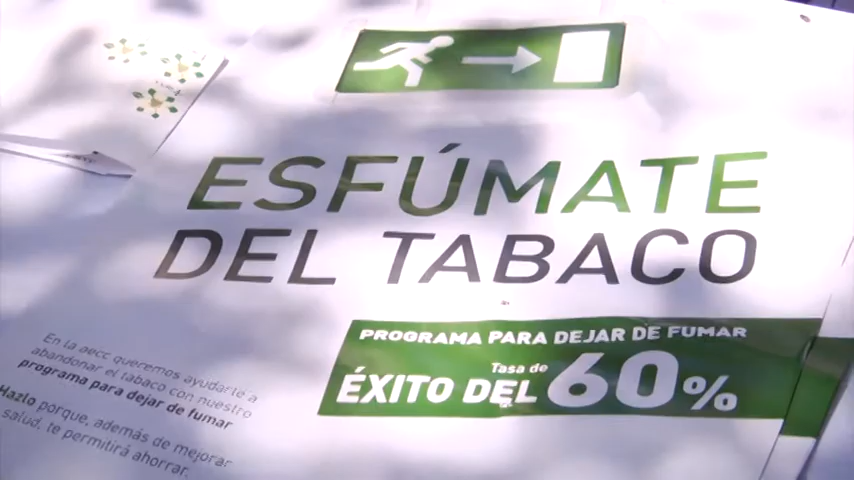 ESFÚMATE
DEL TABACO
PROGRAMA PARA DEJAR DE FUMAR
Tasa de
ÉXITO DEL 60%
En la aecc queremos ayudarte a
abandonar el tabaco con nuestro
programa para dejar de fumar
Hazlo porque, además de mejorar
salud, te permitirá ahorrar.